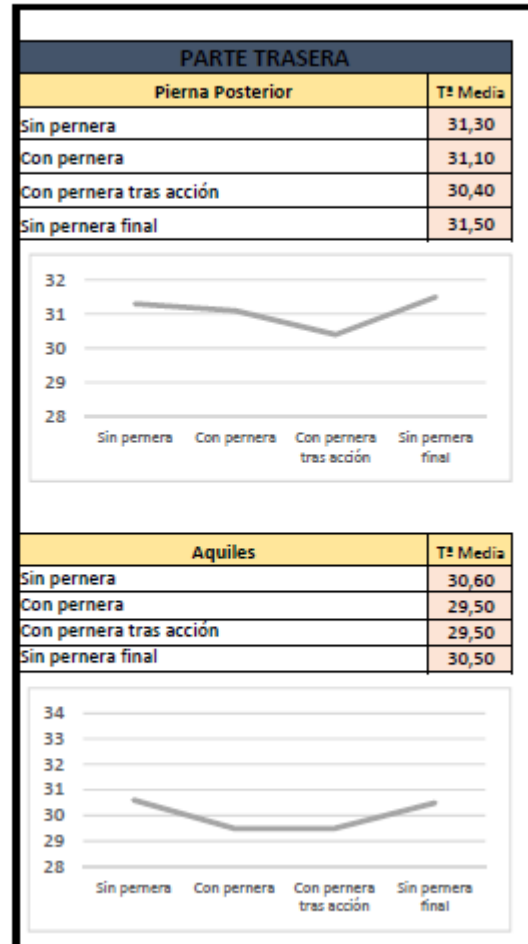 PARTE TRASERA
Pierna Posterior Tª Media
Sin pernera 31,30
Con pernera 31,10
Con pernera tras acción 30,40
Sin pernera final 31,50
32
31
30
29
28
Sin pernera Con pernera Con pernera Sin pernera
tras acción final
Aquiles Tª Media
Sin pernera 30,60
Con pernera 29,50
Con pernera tras acción 29,50
Sin pernera final 30,50
34
33
32
31
30
29
28
Sin pernera Con pernera Con pernera Sin pernera
tras acción final